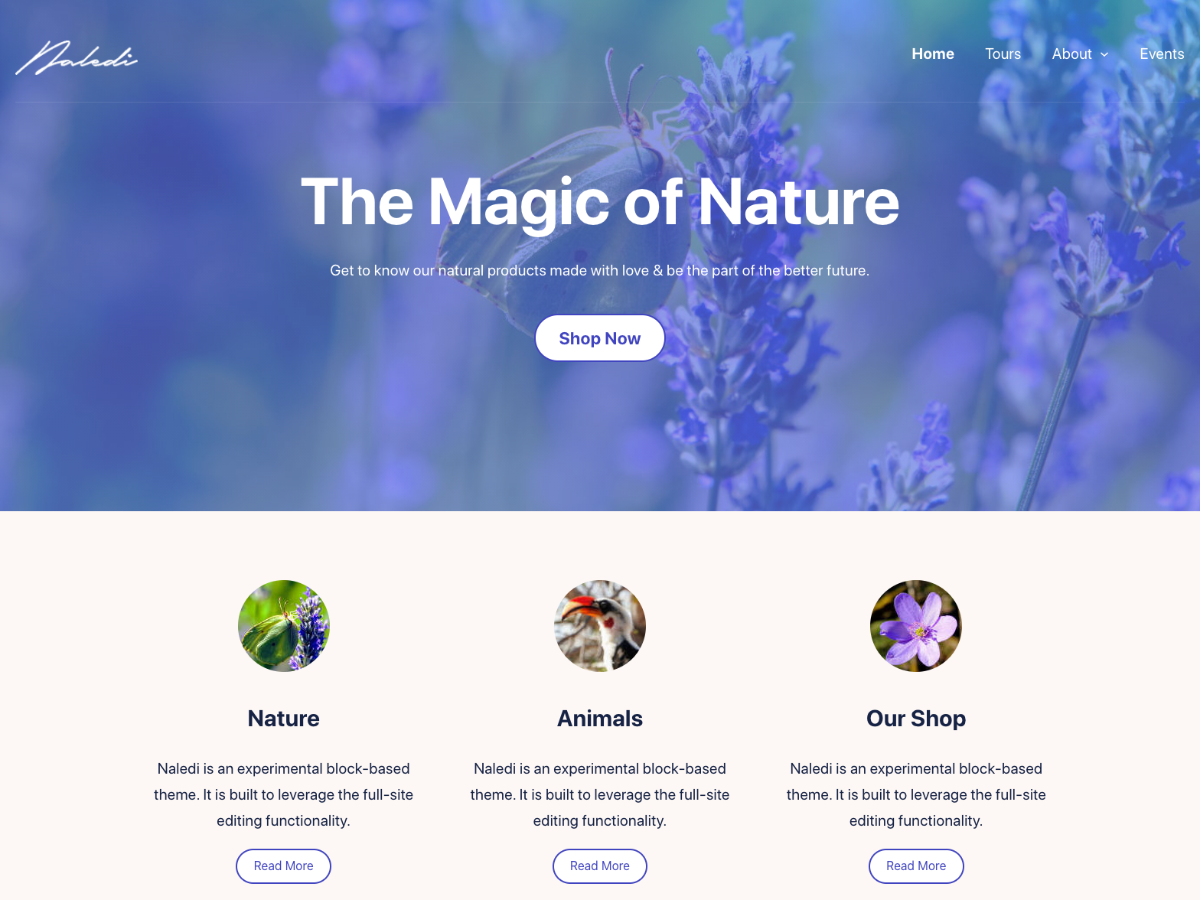 Naledi
Home Tours About Events
The Magic of Nature
Get to know our natural products made with love & be the part of the better future.
Shop Now
Nature
Naledi is an experimental block-based
theme. It is built to leverage the full-site
editing functionality.
Read More
Animals
Naledi is an experimental block-based
theme. It is built to leverage the full-site
editing functionality.
Read More
Our Shop
Naledi is an experimental block-based
theme. It is built to leverage the full-site
editing functionality.
Read More